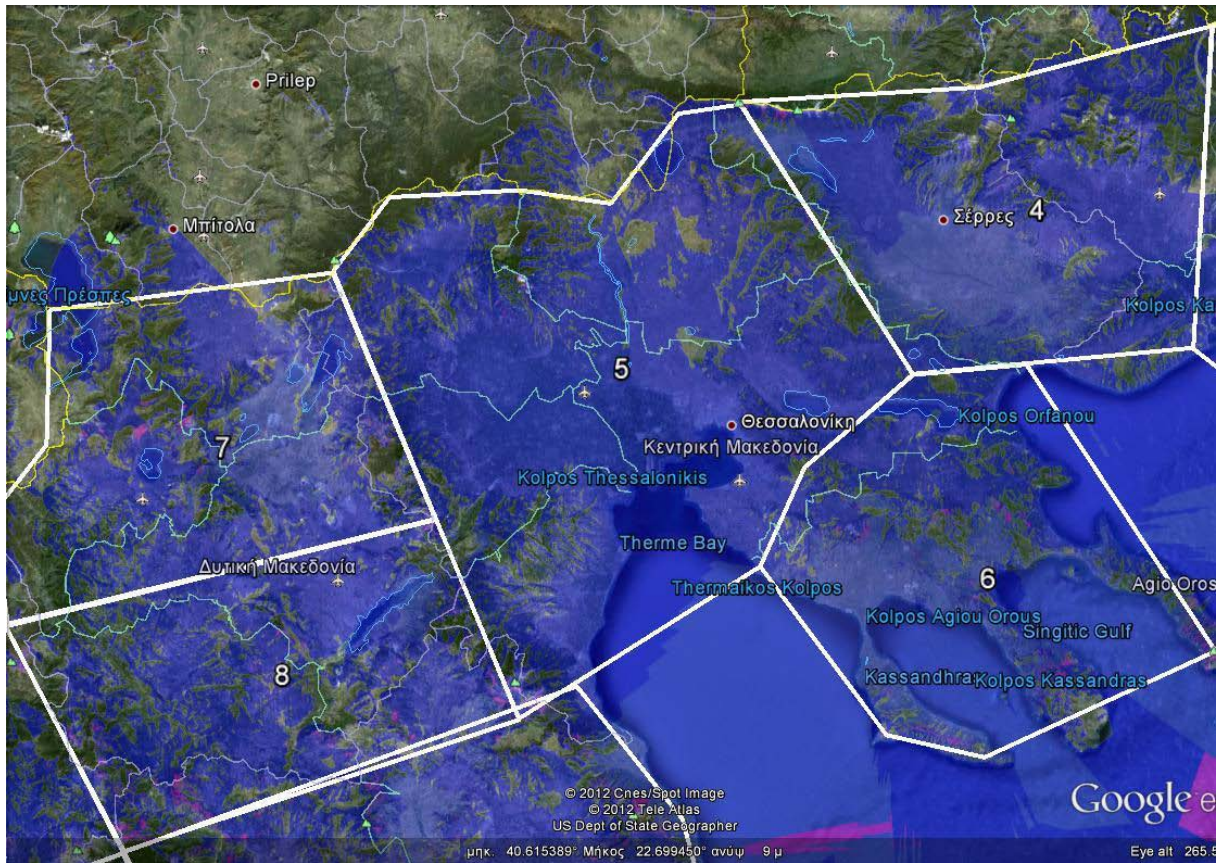 Prilep
Μπίτολα
Σέρρες
4
μνες Πρέσπες
Kolpos Ka
5
Kolpos Orfanou
Θεσσαλονίκη
Κεντρική Μακεδονία
7
Kolpos Thessalonikis
Therme Bay
Δυτική Μακεδονία
Thermaikos Kolpos
6
Agio Oros
Kolpos Agiou Orous
Singitic Gulf
8
Kassandhra
Kolpos Kassandras
© 2012 Cnes/Spot Image
© 2012 Tele Atlas
US Dept of State Geographer
Google e
μηκ. 40.615389° Μήκος 22.699450° ανύψ 9 μ
Eye alt 265.5